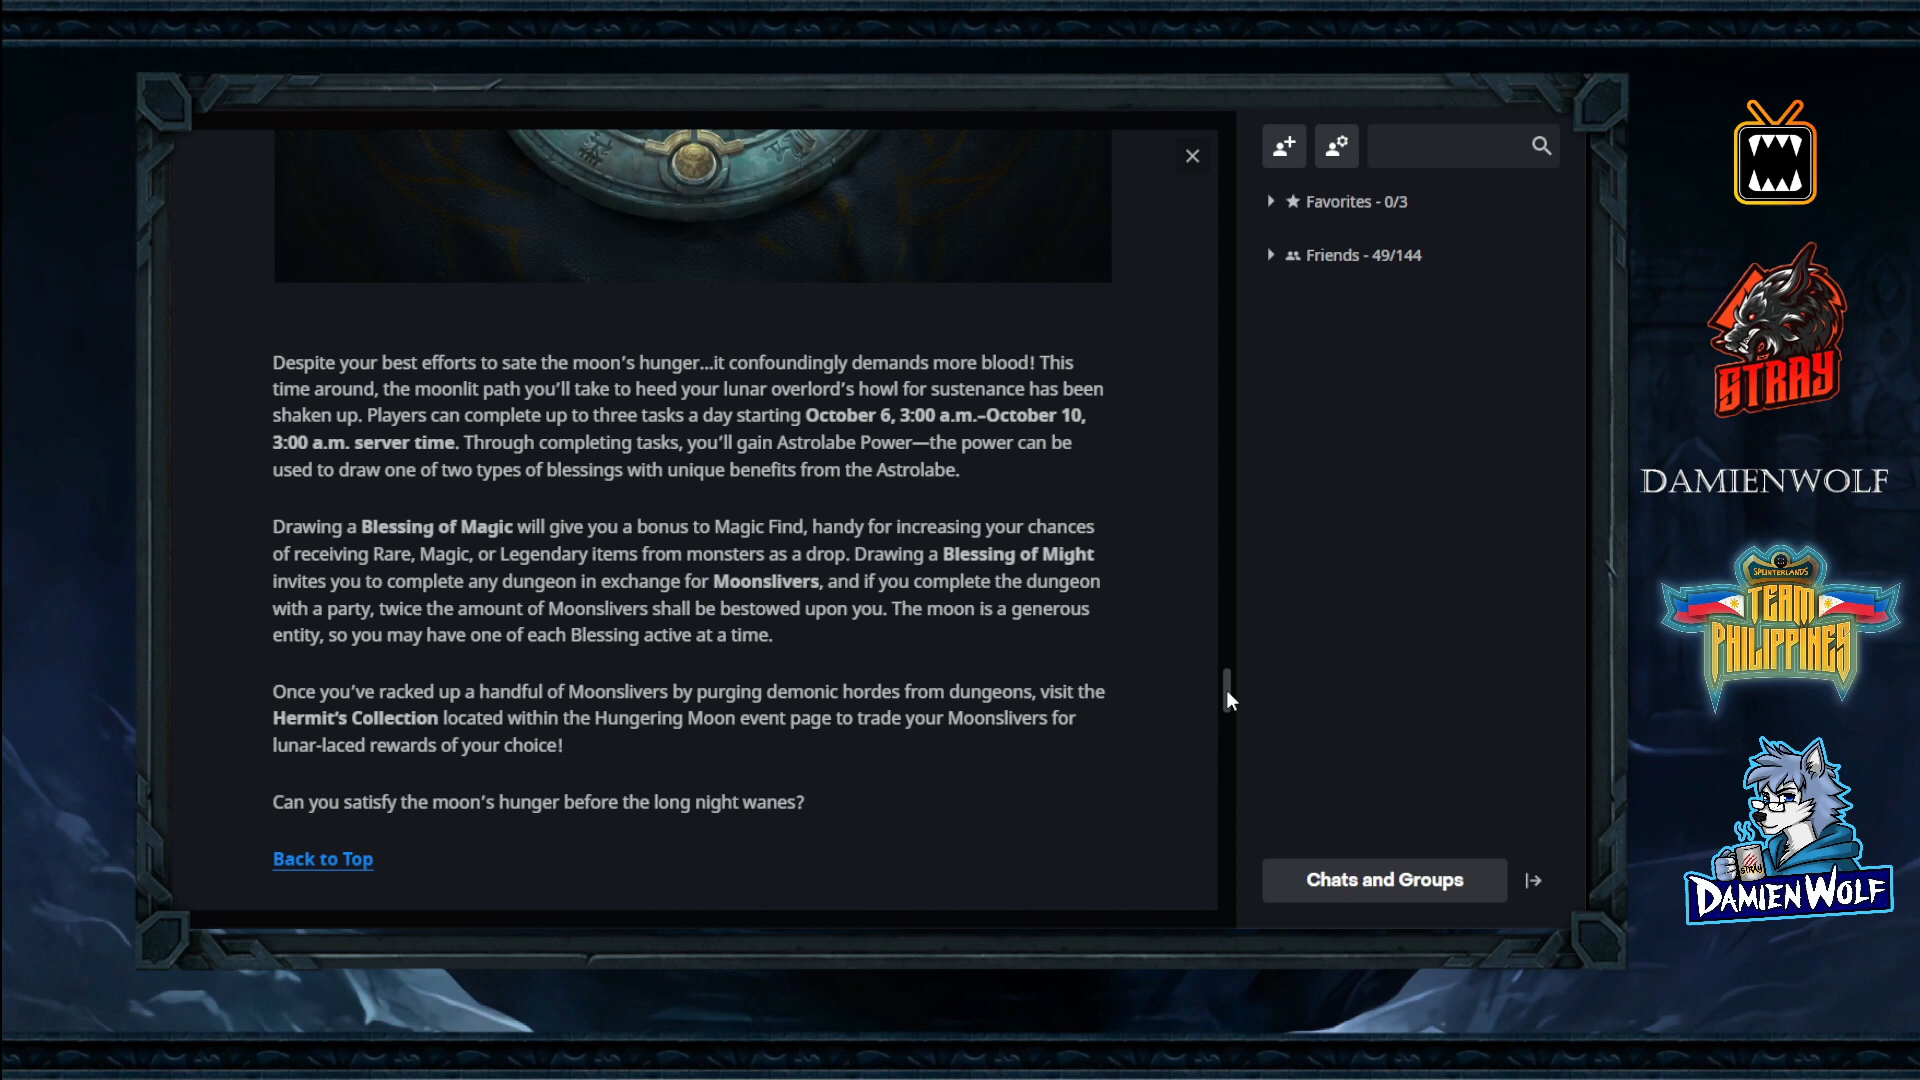 Despite your best efforts to sate the moon’s hunger...it confoundingly demands more blood! This
time around, the moonlit path you’ll take to heed your lunar overlord’s howl for sustenance has been
shaken up. Players can complete up to three tasks a day starting October 6, 3:00 a.m.–October 10,
3:00 a.m. server time. Through completing tasks, you’ll gain Astrolabe Power—the power can be
used to draw one of two types of blessings with unique benefits from the Astrolabe.
Drawing a Blessing of Magic will give you a bonus to Magic Find, handy for increasing your chances
of receiving Rare, Magic, or Legendary items from monsters as a drop. Drawing a Blessing of Might
invites you to complete any dungeon in exchange for Moonslivers, and if you complete the dungeon
with a party, twice the amount of Moonslivers shall be bestowed upon you. The moon is a generous
entity, so you may have one of each Blessing active at a time.
Once you’ve racked up a handful of Moonslivers by purging demonic hordes from dungeons, visit the
Hermit’s Collection located within the Hungering Moon event page to trade your Moonslivers for
lunar-laced rewards of your choice!
Can you satisfy the moon’s hunger before the long night wanes?
Back to Top
Favorites - 0/3
Friends - 49/144
Chats and Groups
STRAY
DAMIENWOLF
SPLINTERLANDS
TEAM
PHILIPPINES
STRAY
DAMIENWOLF